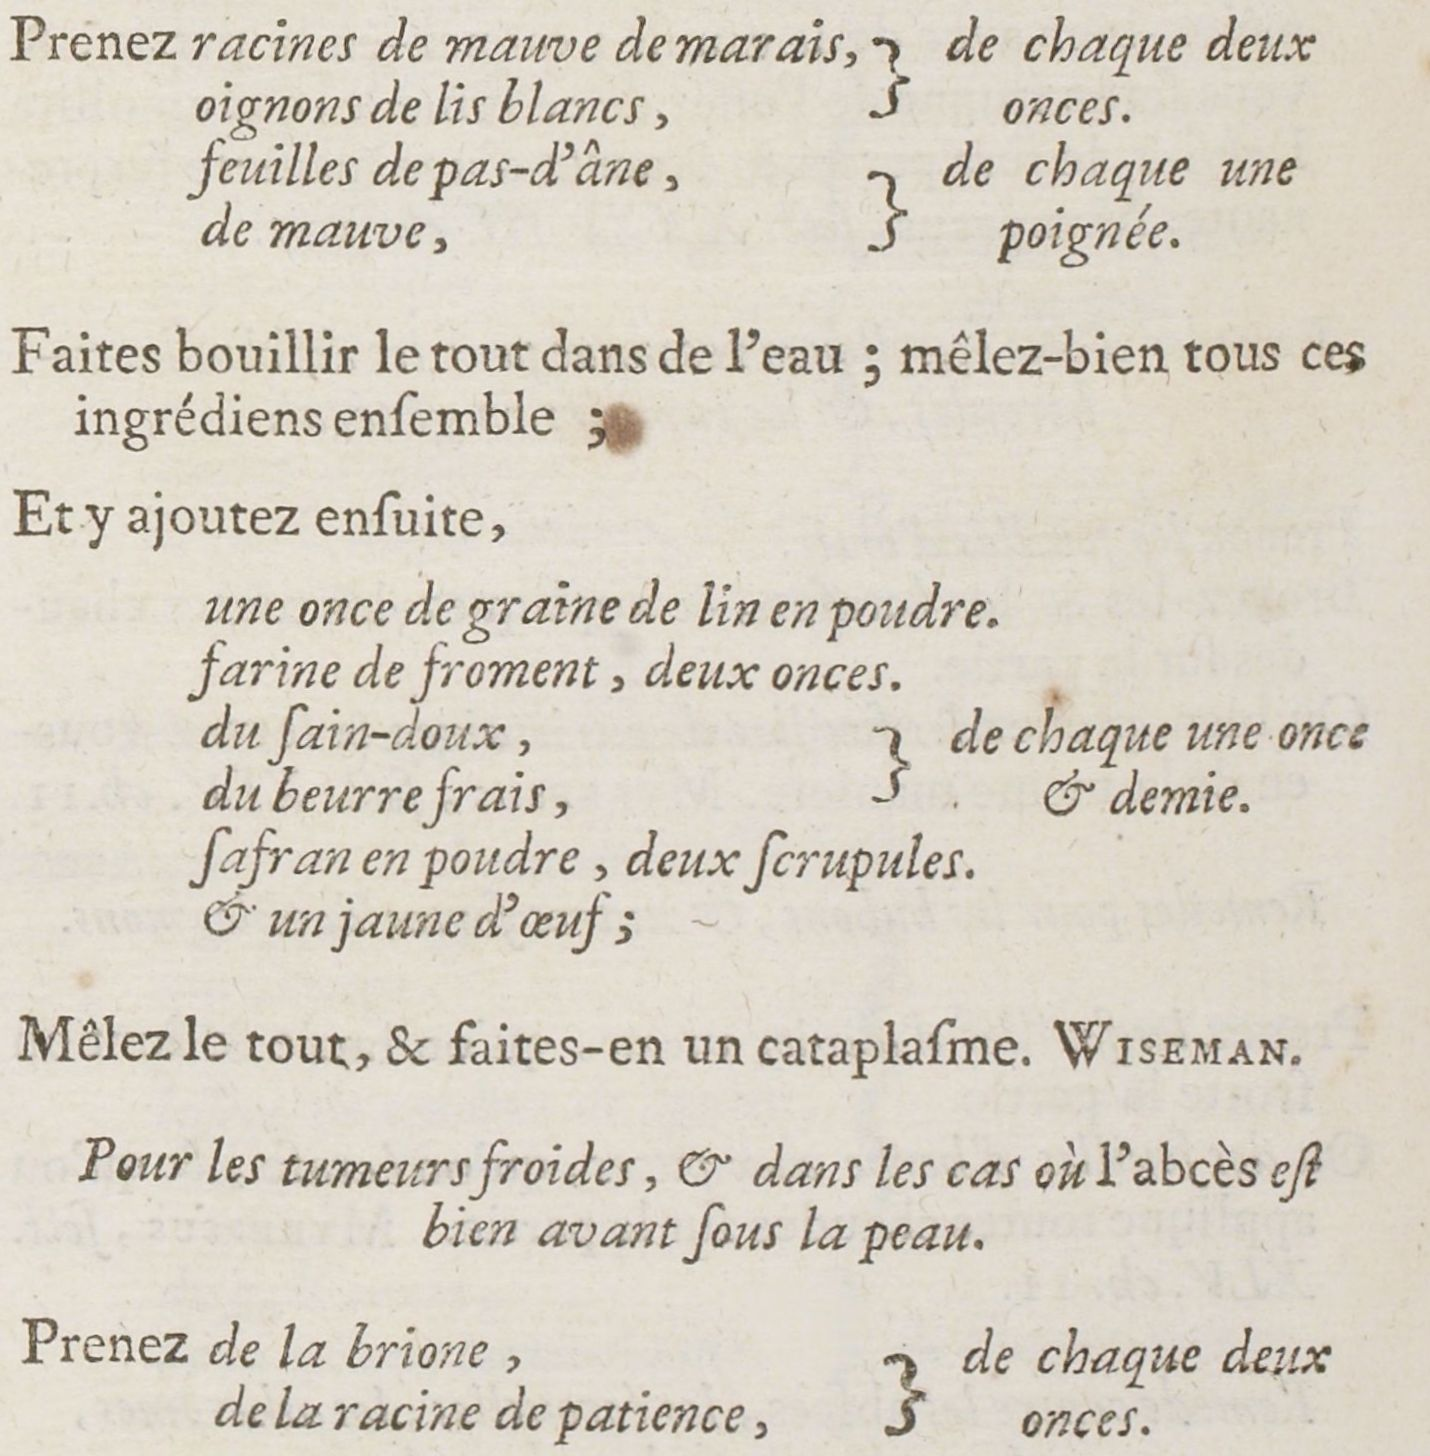 Prenez racines de mauve de marais, } de chaque deux
oignons de lis blancs, } onces.
feuilles de pas-d'âne, } de chaque une
de mauve, } poignée.
Faites bouillir le tout dans de l'eau ; mêlez-bien tous ces
ingrédiens enſemble ;
Et y ajoutez enſuite,
une once de graine de lin en poudre.
farine de froment, deux onces.
du ſain-doux, } de chaque une once
du beurre frais, } & demie.
ſafran en poudre, deux ſcrupules.
& un jaune d'œuf ;
Mêlez le tout, & faites-en un cataplaſme. WISEMAN.
Pour les tumeurs froides, & dans les cas où l'abcès eſt
bien avant ſous la peau.
Prenez de la brione, } de chaque deux
de la racine de patience, } onces.